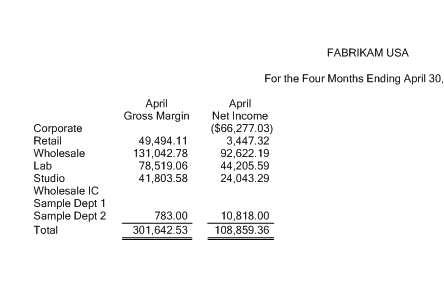 FABRIKAM USA
For the Four Months Ending April 30,
April April
Gross Margin Net Income
Corporate ($66,277.03)
Retail 49,494.11 3,447.32
Wholesale 131,042.78 92,622.19
Lab 78,519.06 44,205.59
Studio 41,803.58 24,043.29
Wholesale IC
Sample Dept 1
Sample Dept 2 783.00 10,818.00
Total 301,642.53 108,859.36